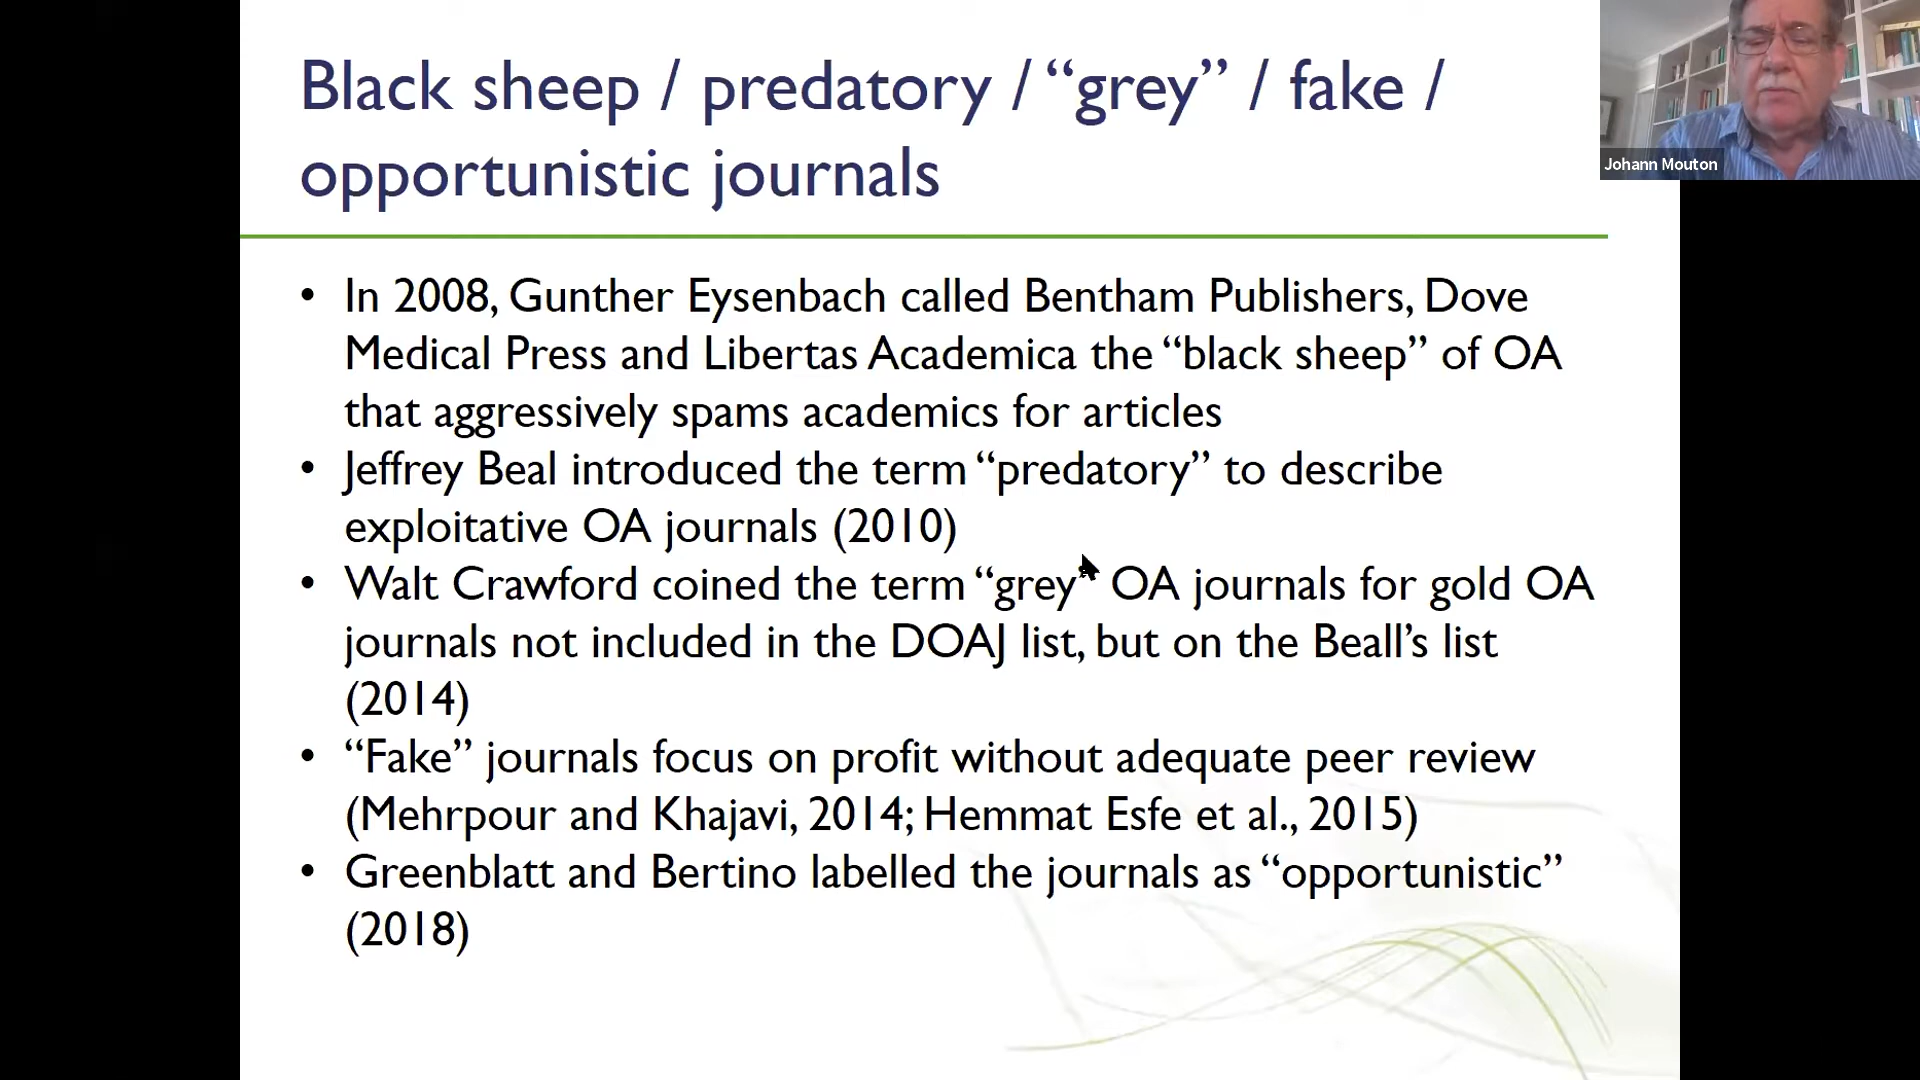 Black sheep / predatory / “grey” / fake /
opportunistic journals
Johann Mouton
• In 2008, Gunther Eysenbach called Bentham Publishers, Dove
Medical Press and Libertas Academica the “black sheep” of OA
that aggressively spams academics for articles
• Jeffrey Beal introduced the term “predatory” to describe
exploitative OA journals (2010)
• Walt Crawford coined the term “grey” OA journals for gold OA
journals not included in the DOAJ list, but on the Beall’s list
(2014)
• “Fake” journals focus on profit without adequate peer review
(Mehrpour and Khajavi, 2014; Hemmat Esfe et al., 2015)
• Greenblatt and Bertino labelled the journals as “opportunistic”
(2018)